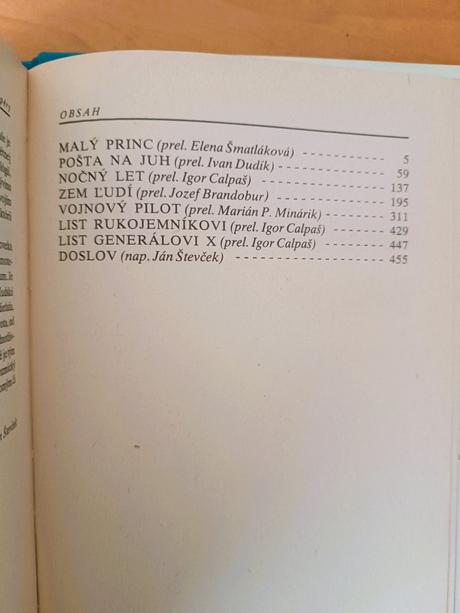 OBSAH
MALÝ PRINC (prel. Elena Šmatláková) - - - - - - - - - - - - 5
POŠTA NA JUH (prel. Ivan Dudík) - - - - - - - - - - - - - - 59
NOČNÝ LET (prel. Igor Calpaš) - - - - - - - - - - - - - - - - 137
ZEM ĽUDÍ (prel. Jozef Brandobur) - - - - - - - - - - - - - - 195
VOJNOVÝ PILOT (prel. Marián P. Minárik) - - - - - - - - - 311
LIST RUKOJEMNÍKOVI (prel. Igor Calpaš) - - - - - - - - - 429
LIST GENERÁLOVI X (prel. Igor Calpaš) - - - - - - - - - - 447
DOSLOV (nap. Ján Števček) - - - - - - - - - - - - - - - - - - 455